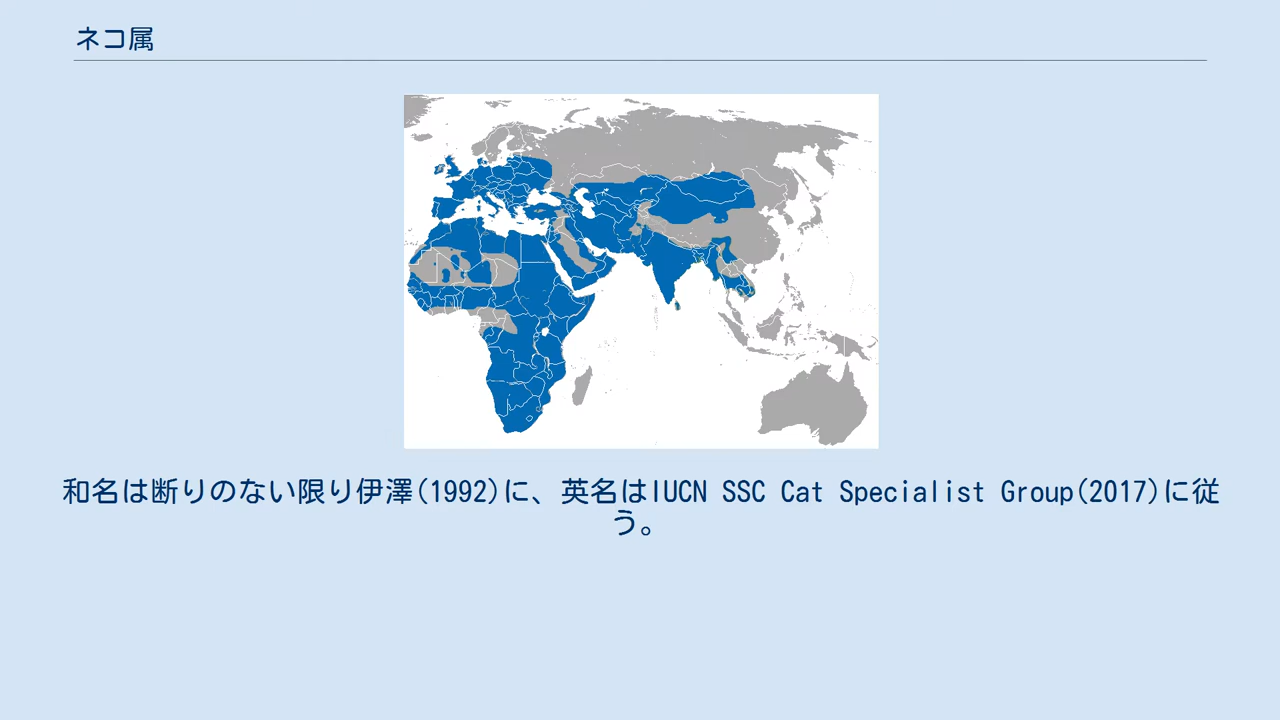 ネコ属
和名は断りのない限り伊澤(1992)に、英名はIUCN SSC Cat Specialist Group(2017)に従
う。